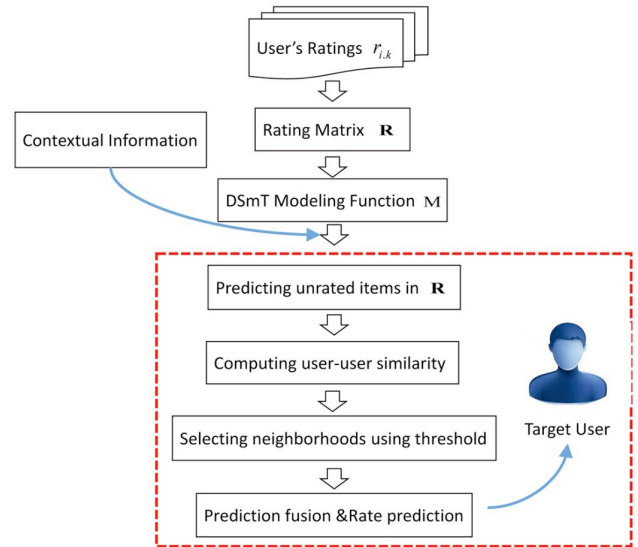 User's Ratings r_{i.k}
Rating Matrix R
Contextual Information
DSmT Modeling Function M
Predicting unrated items in R
Computing user-user similarity
Selecting neighborhoods using threshold
Target User
Prediction fusion &Rate prediction